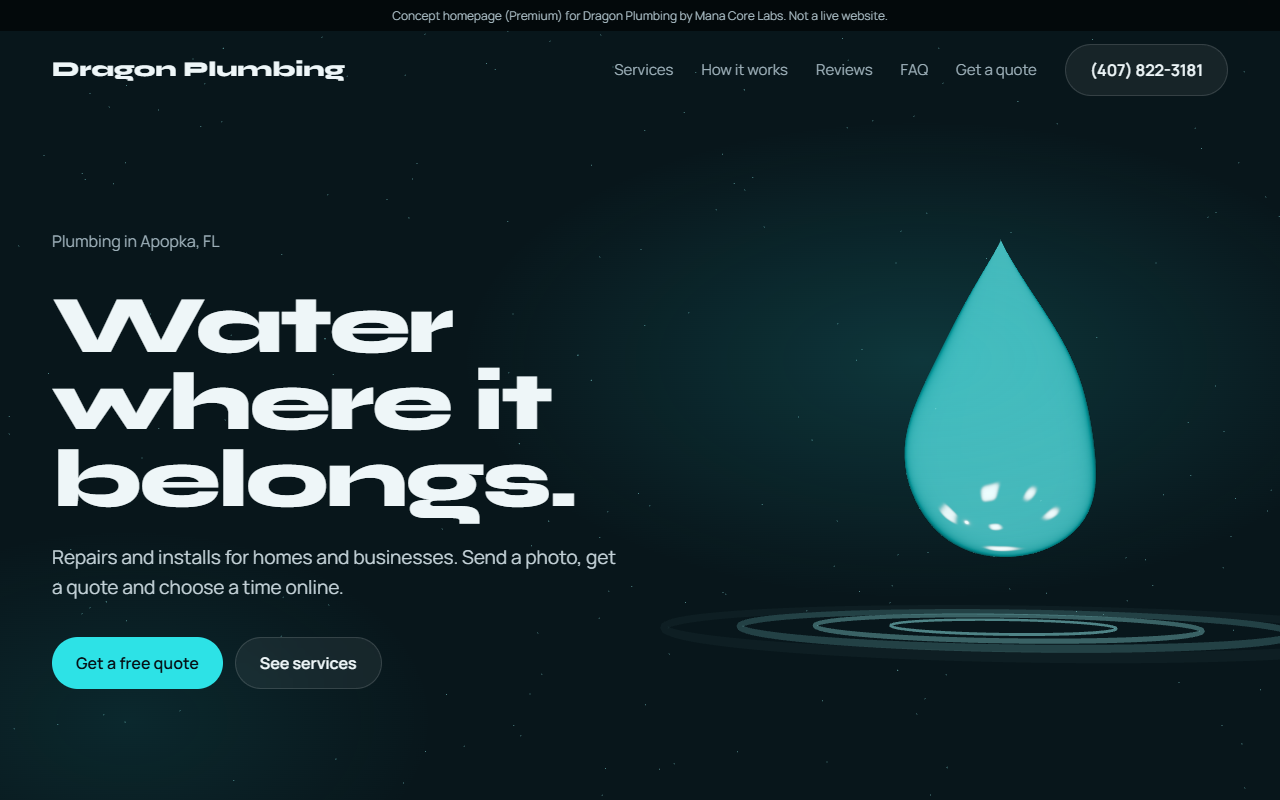 Concept homepage (Premium) for Dragon Plumbing by Mana Core Labs. Not a live website.
Dragon Plumbing
Services
How it works
Reviews
FAQ
Get a quote
(407) 822-3181
Plumbing in Apopka, FL
Water
where it
belongs.
Repairs and installs for homes and businesses. Send a photo, get
a quote and choose a time online.
Get a free quote
See services